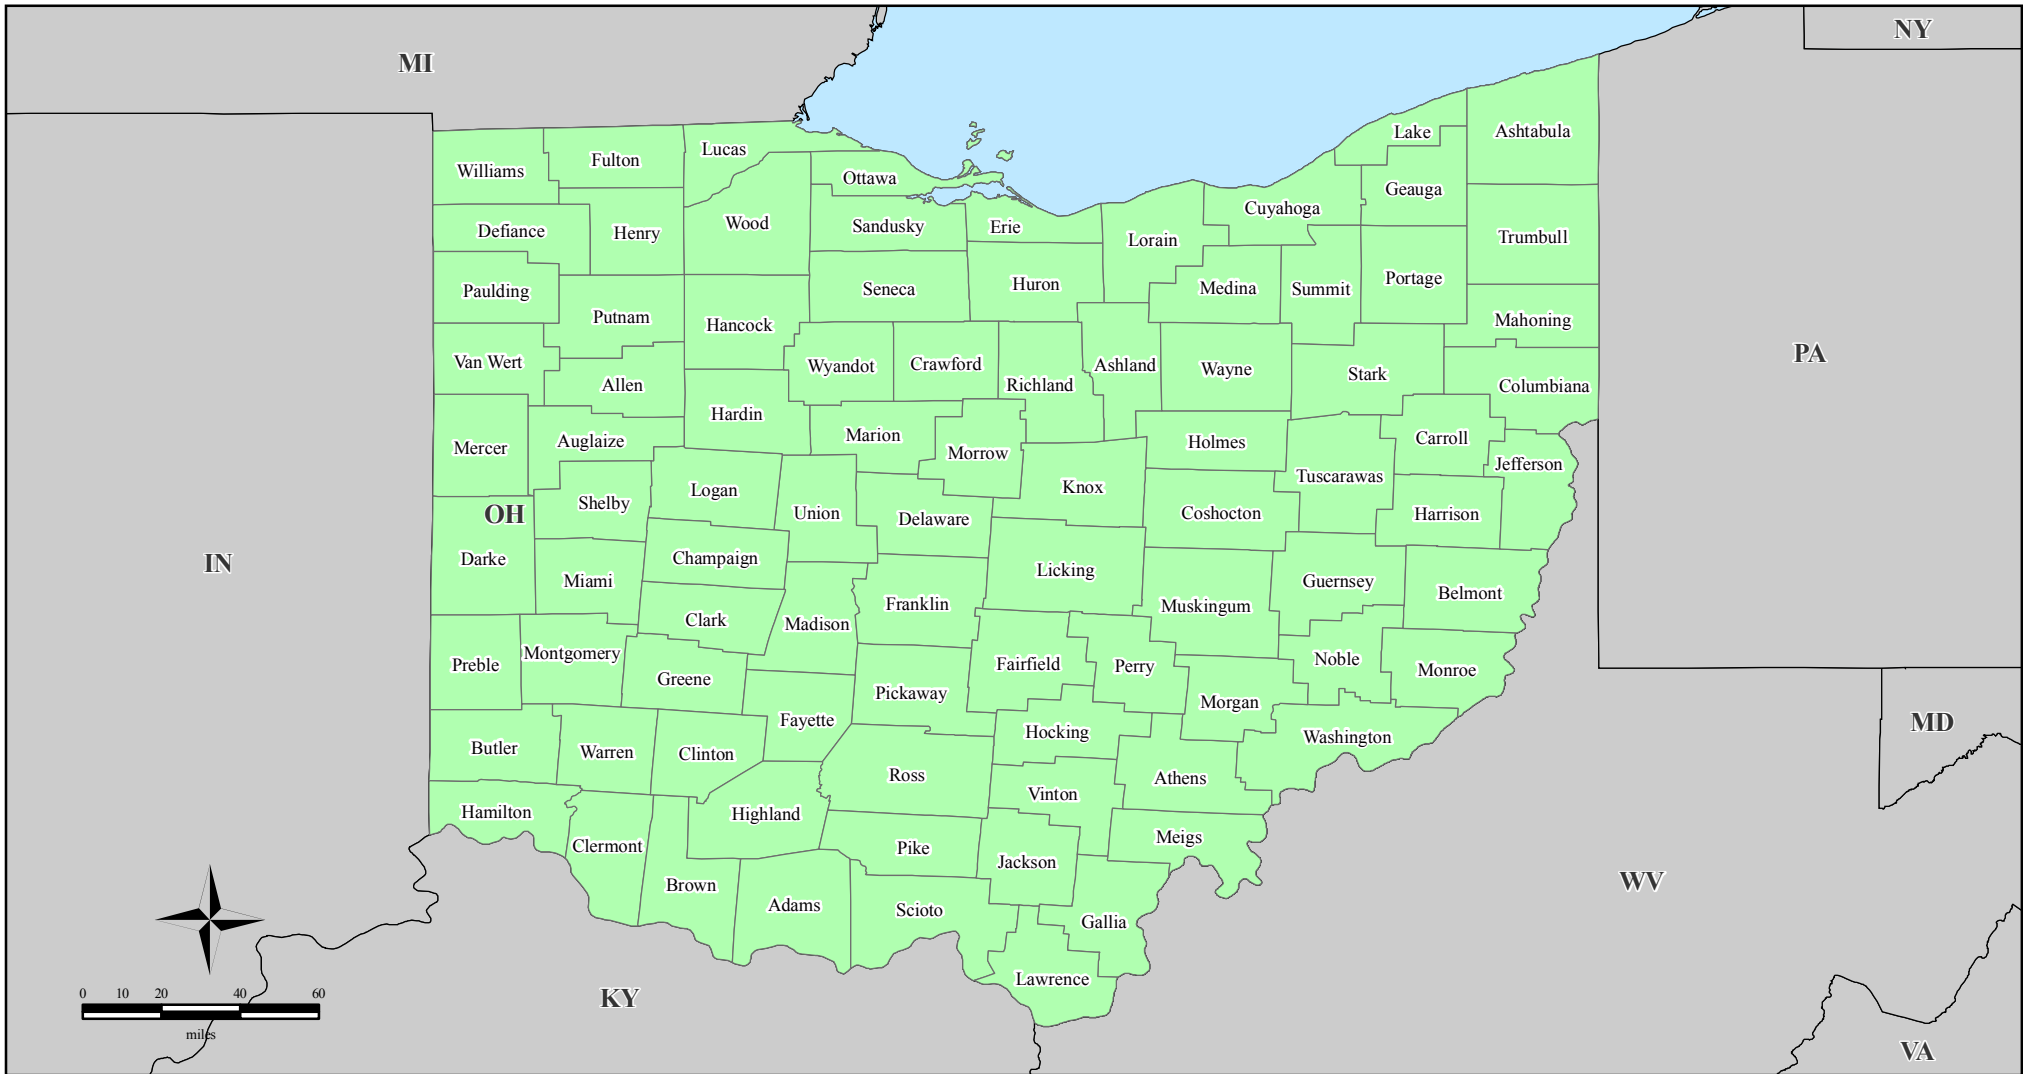 NY
MI
Lake
Ashtabula
Lucas
Fulton
Williams
Ottawa
Geauga
Cuyahoga
Wood
Sandusky
Erie
Defiance
Henry
Lorain
Trumbull
Portage
Huron
Medina
Summit
Seneca
Paulding
Putnam
Hancock
Mahoning
PA
Van Wert
Wyandot
Crawford
Ashland
Wayne
Stark
Allen
Richland
Columbiana
Hardin
Marion
Auglaize
Holmes
Carroll
Mercer
Morrow
Jefferson
Tuscarawas
Knox
Logan
Shelby
OH
Union
Delaware
Coshocton
Harrison
Darke
Champaign
IN
Miami
Licking
Guernsey
Belmont
Franklin
Muskingum
Clark
Madison
Montgomery
Preble
Fairfield
Perry
Noble
Monroe
Greene
Pickaway
Morgan
Fayette
MD
Hocking
Washington
Butler
Warren
Clinton
Ross
Athens
Vinton
Hamilton
Highland
Meigs
Clermont
Pike
Jackson
WV
Brown
Adams
Scioto
Gallia
Lawrence
0 10 20 40 60
miles
KY
VA